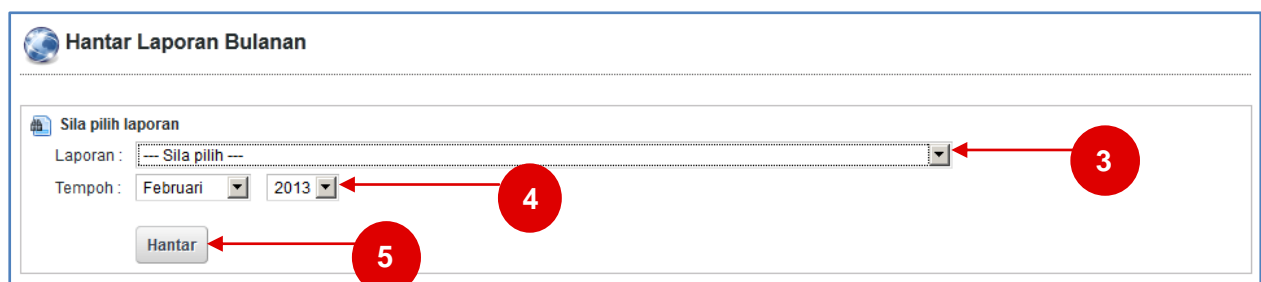 Hantar Laporan Bulanan
Sila pilih laporan
Laporan : --- Sila pilih --- 3
Tempoh : Februari 2013 4
Hantar 5